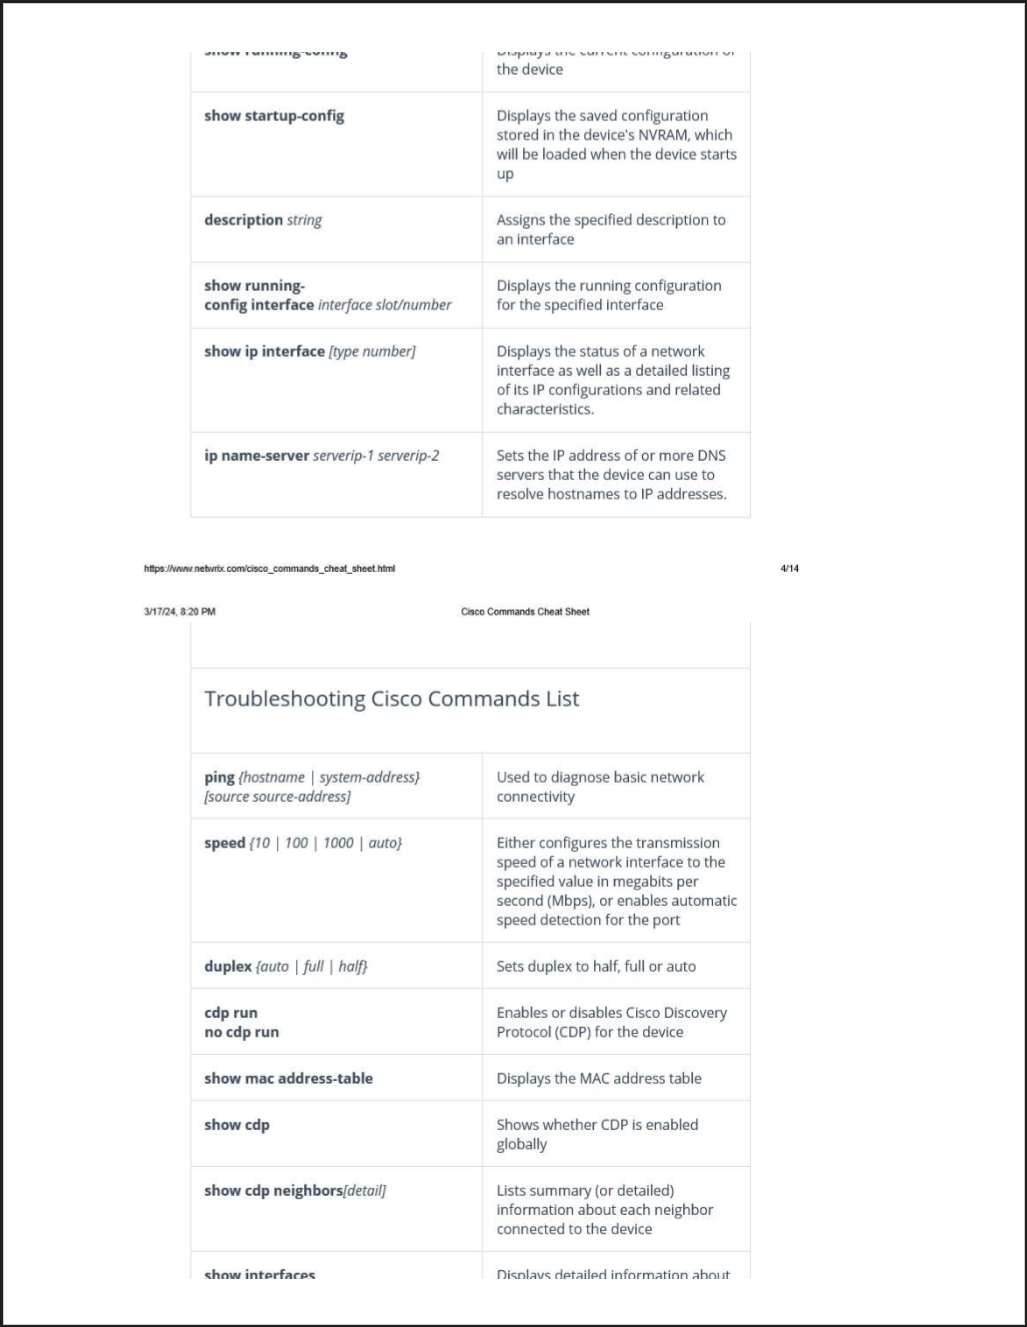 show running-config
Displays the current configuration of
the device
show startup-config
Displays the saved configuration
stored in the device's NVRAM, which
will be loaded when the device starts
up
description string
Assigns the specified description to
an interface
show running-
config interface interface slot/number
Displays the running configuration
for the specified interface
show ip interface [type number]
Displays the status of a network
interface as well as a detailed listing
of its IP configurations and related
characteristics.
ip name-server serverip-1 serverip-2
Sets the IP address of or more DNS
servers that the device can use to
resolve hostnames to IP addresses.
https://www.netwrix.com/cisco_commands_cheat_sheet.html
4/14
3/17/24, 8:20 PM
Cisco Commands Cheat Sheet
Troubleshooting Cisco Commands List
ping {hostname | system-address}
[source source-address]
Used to diagnose basic network
connectivity
speed {10 | 100 | 1000 | auto}
Either configures the transmission
speed of a network interface to the
specified value in megabits per
second (Mbps), or enables automatic
speed detection for the port
duplex {auto | full | half}
Sets duplex to half, full or auto
cdp run
no cdp run
Enables or disables Cisco Discovery
Protocol (CDP) for the device
show mac address-table
Displays the MAC address table
show cdp
Shows whether CDP is enabled
globally
show cdp neighbors[detail]
Lists summary (or detailed)
information about each neighbor
connected to the device
show interfaces
Displays detailed information about